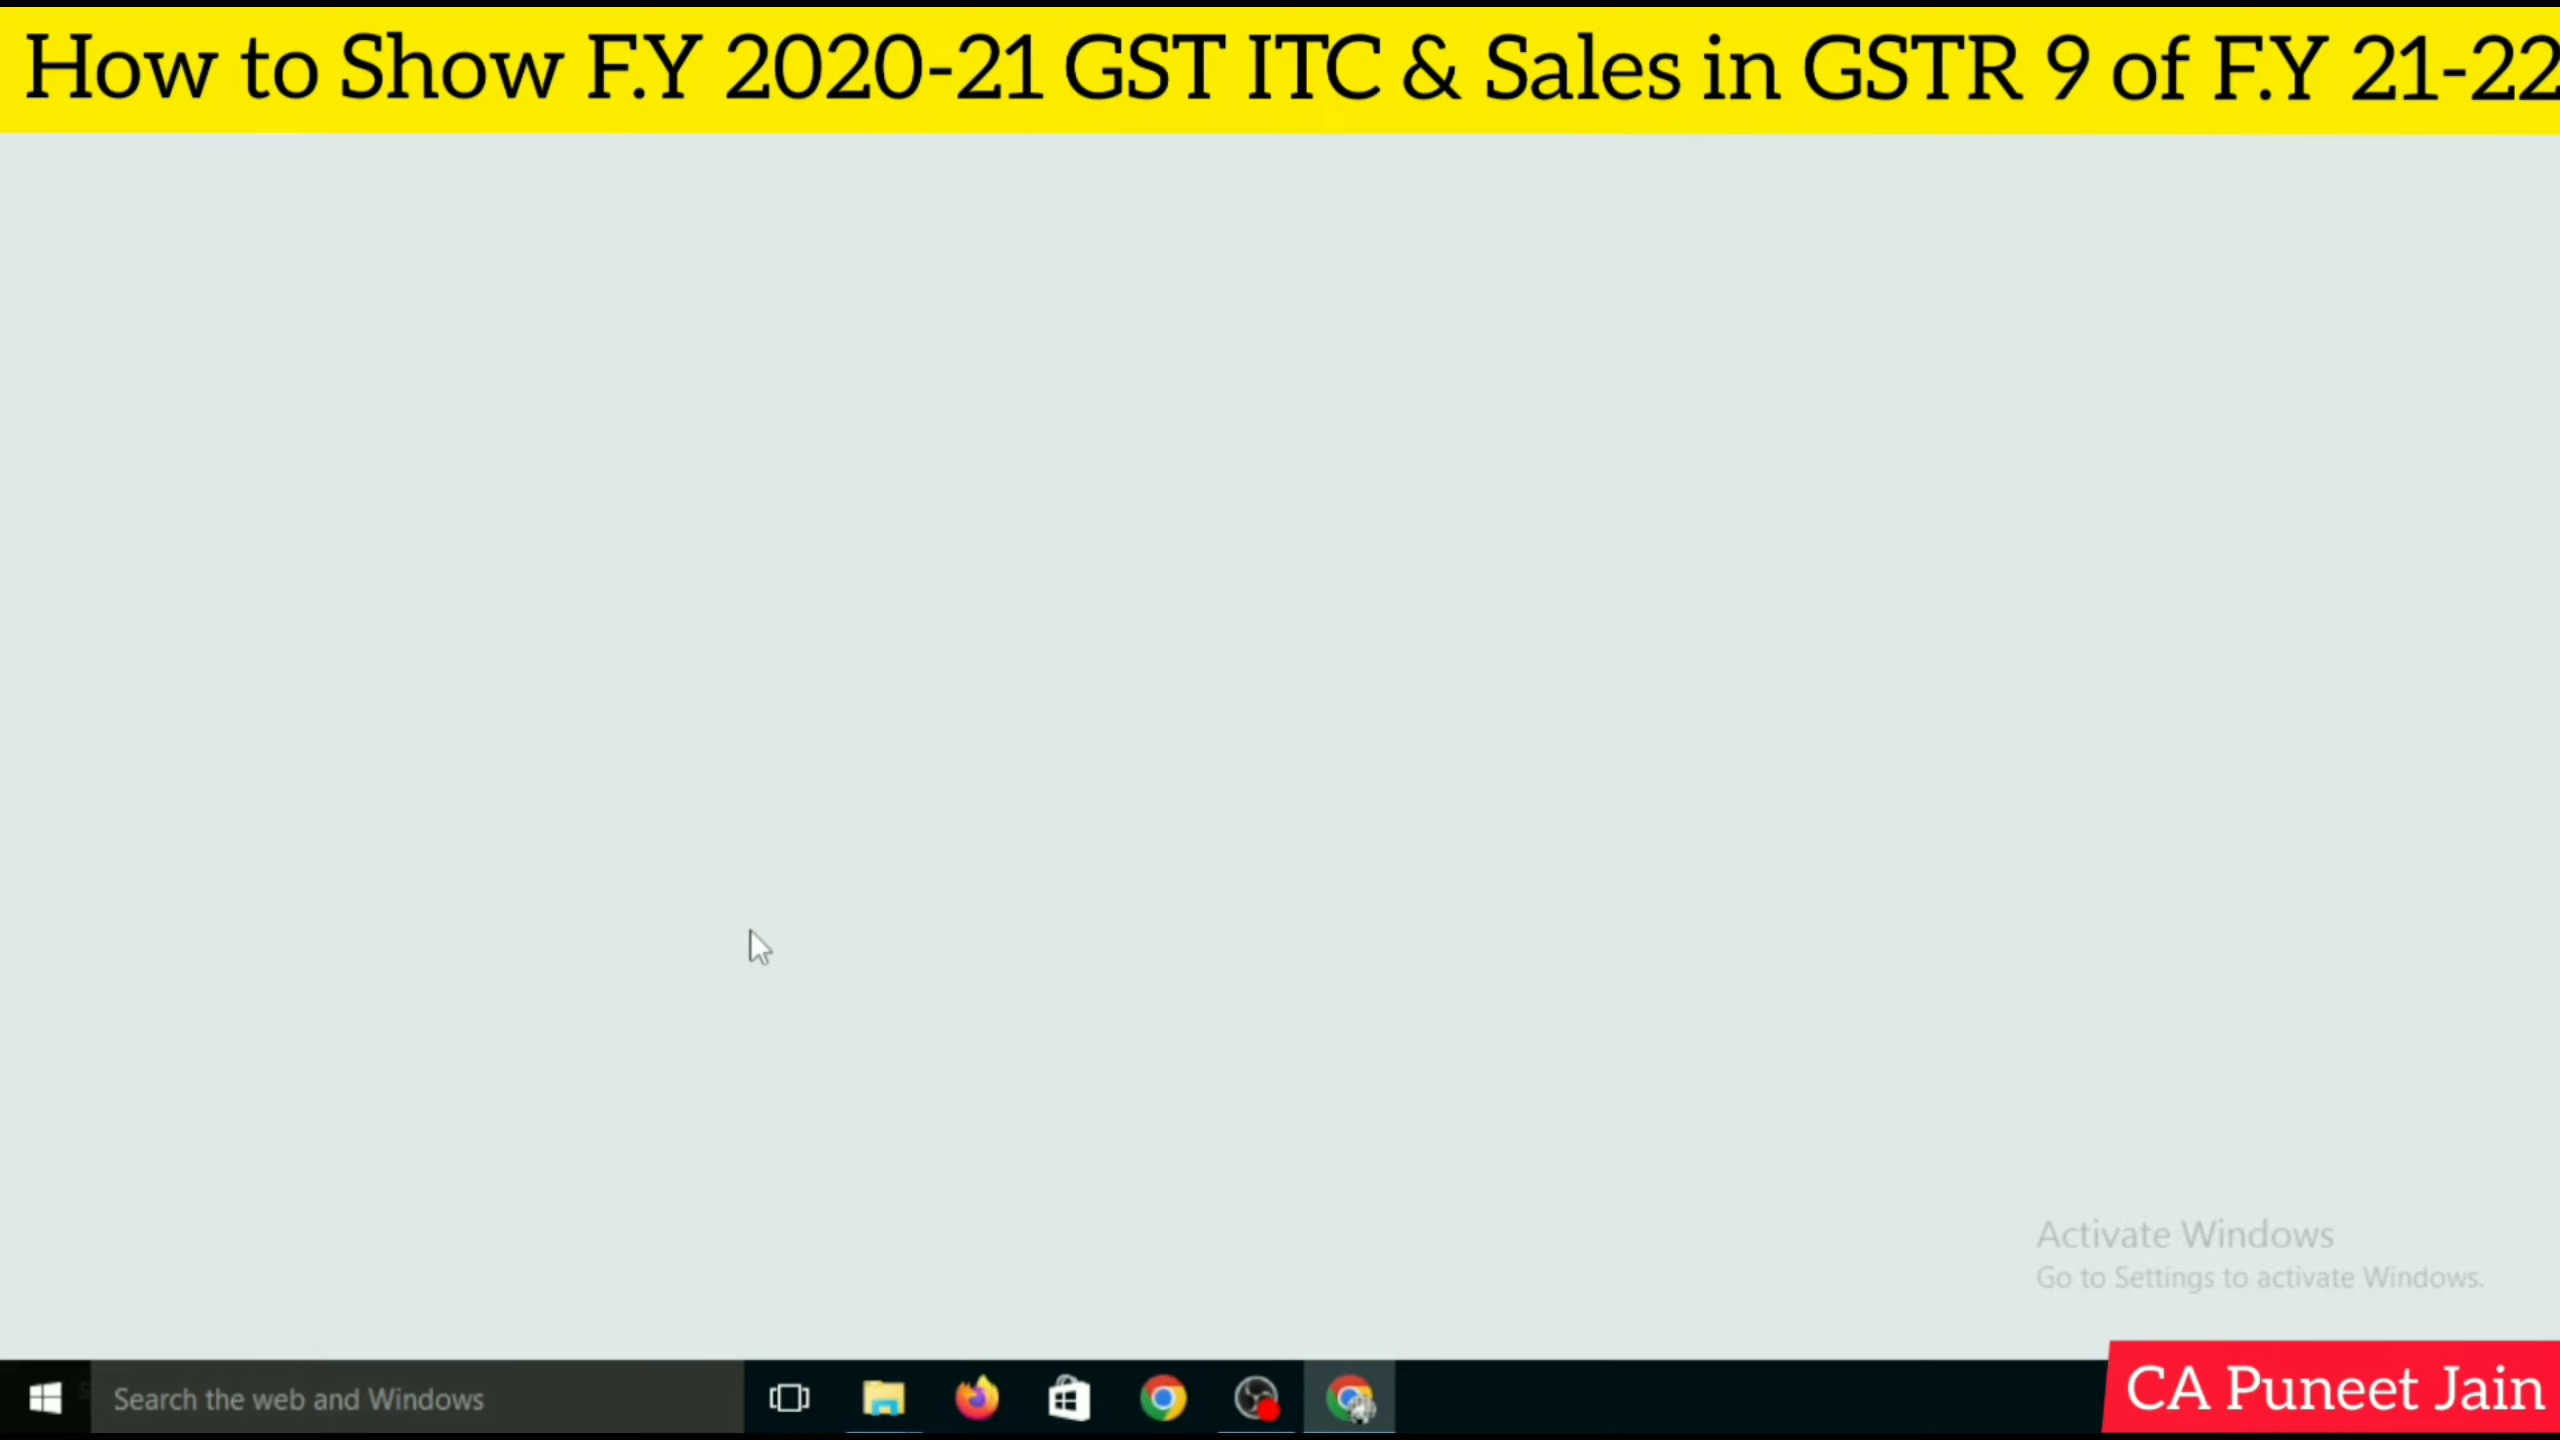 How to Show F.Y 2020-21 GST ITC & Sales in GSTR 9 of F.Y 21-22
Activate Windows
Go to Settings to activate Windows.
Search the web and Windows
CA Puneet Jain